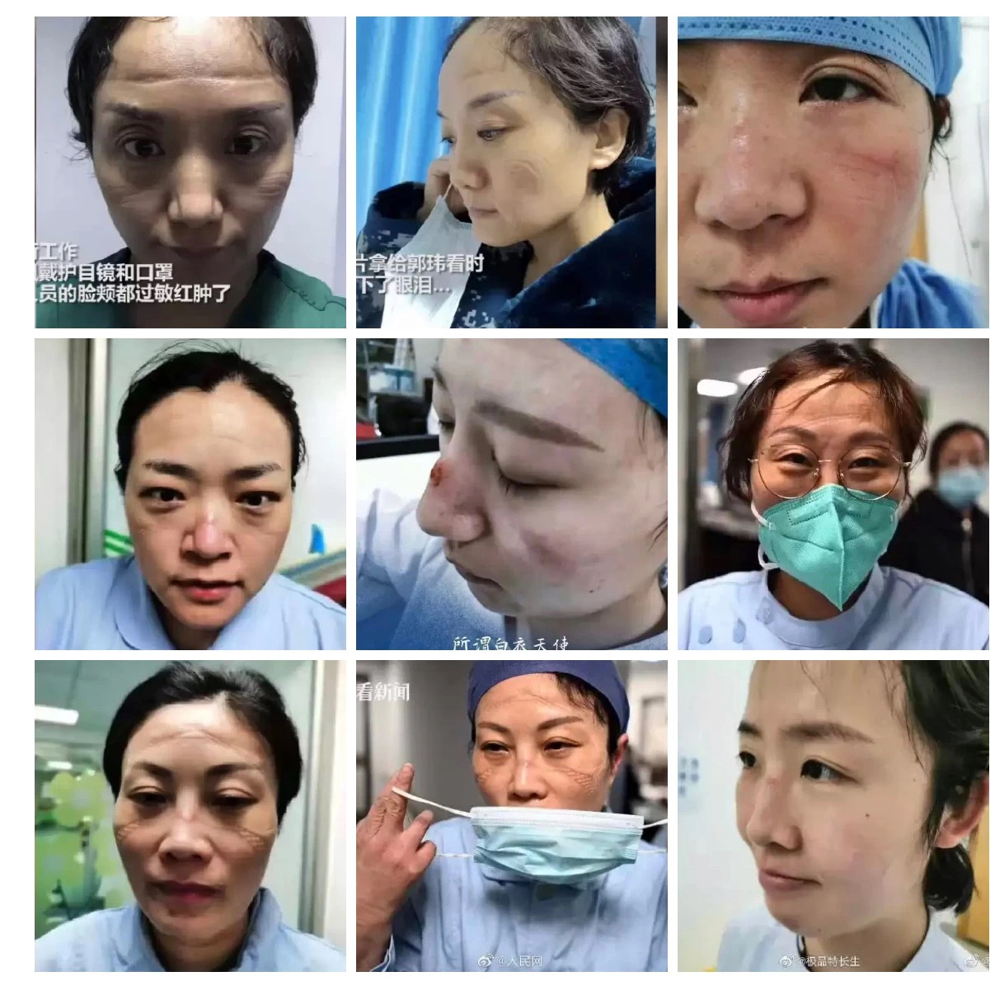 工作
戴护目镜和口罩
员的脸颊都过敏红肿了
片拿给郭玮看时
下了眼泪...
所谓白衣天使
看新闻
@人民网
@极品特长生